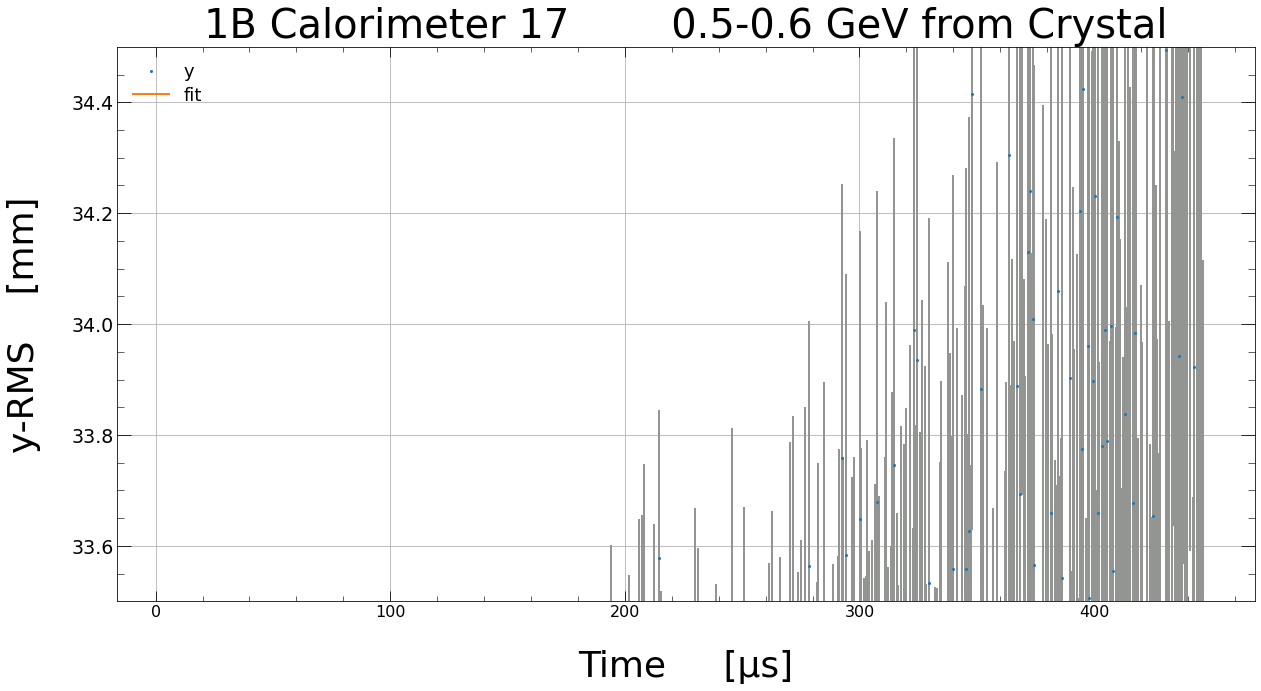 1B Calorimeter 17 0.5-0.6 GeV from Crystal
y
fit
34.4
34.2
34.0
33.8
33.6
y-RMS [mm]
0 100 200 300 400
Time [μs]